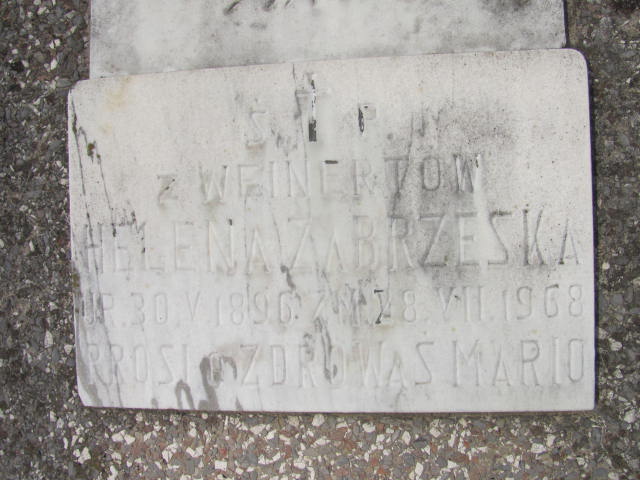 Ś. † P.
Z WEINERTÓW
HELENA ZABRZESKA
UR. 30 V 1896 ZM. 28. VII. 1968
PROSI O ZDROWAŚ MARIO